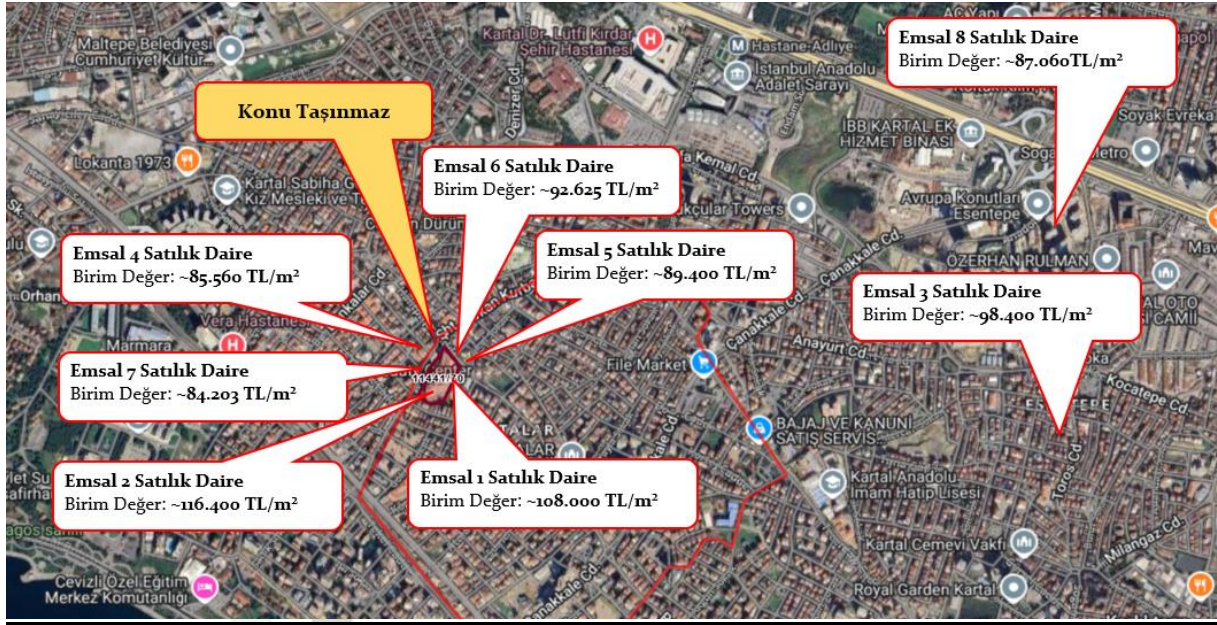 Maltepe Belediyesi
Cumhuriyet Kültür...
Kartal Dr. Lütfi Kırdar
Şehir Hastanesi
Denizer Cd.
Hastane-Adliye
İstanbul Anadolu
Adalet Sarayı
Emsal 8 Satılık Daire
Birim Değer: ~87.060TL/m²
Konu Taşınmaz
Lokanta 1973
İBB KARTAL EK
HİZMET BİNASI
Soyak Evreka
Emsal 6 Satılık Daire
Birim Değer: ~92.625 TL/m²
Avrupa Konutları
Esentepe
Emsal 4 Satılık Daire
Birim Değer: ~85.560 TL/m²
Emsal 5 Satılık Daire
Birim Değer: ~89.400 TL/m²
Çanakkale Cd.
ÖZERHAN RULMAN
Emsal 3 Satılık Daire
Birim Değer: ~98.400 TL/m²
Orhan
Vera Hastanesi
Marmara
Emsal 7 Satılık Daire
Birim Değer: ~84.203 TL/m²
File Market
Çanakkale Cd.
Anayurt Cd.
Kocatepe Cd.
BAJAJ VE KANUNİ
SATIŞ SERVİS...
Emsal 2 Satılık Daire
Birim Değer: ~116.400 TL/m²
Emsal 1 Satılık Daire
Birim Değer: ~108.000 TL/m²
Kartal Anadolu
İmam Hatip Lisesi
Toros Cd
Kartal Cemevi Vakfı
Milangaz Cd.
Cevizli Özel Eğitim
Merkez Komutanlığı
Çanakkale Cd.
Royal Garden Kartal